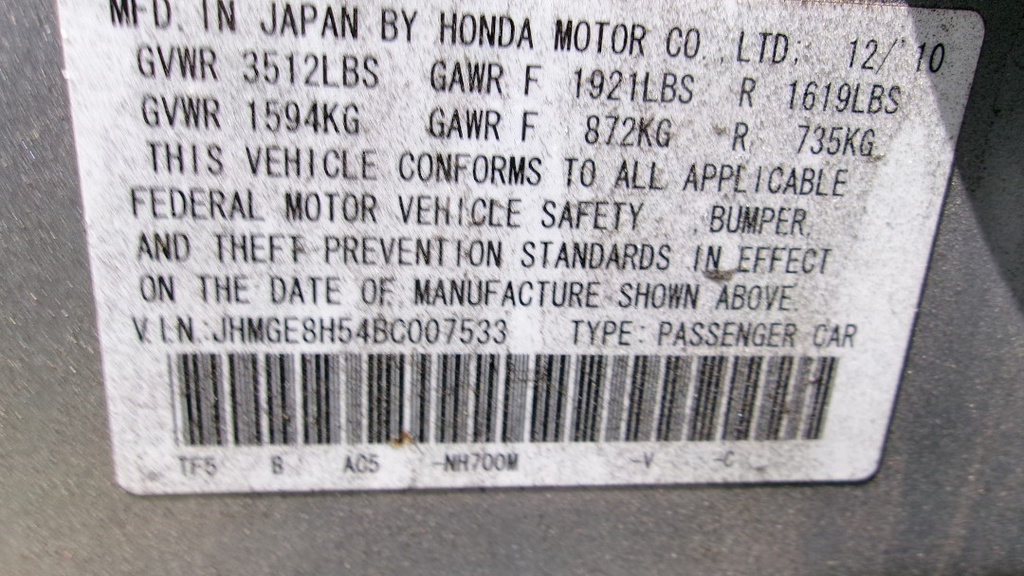 MFD. IN JAPAN BY HONDA MOTOR CO., LTD. 12/'10
GVWR 3512LBS GAWR F 1921LBS R 1619LBS
GVWR 1594KG GAWR F 872KG R 735KG
THIS VEHICLE CONFORMS TO ALL APPLICABLE
FEDERAL MOTOR VEHICLE SAFETY, BUMPER,
AND THEFT PREVENTION STANDARDS IN EFFECT
ON THE DATE OF MANUFACTURE SHOWN ABOVE.
V.I.N.:JHMGE8H54BC007533 TYPE: PASSENGER CAR
TF5 B A05 -NH700M -V -C